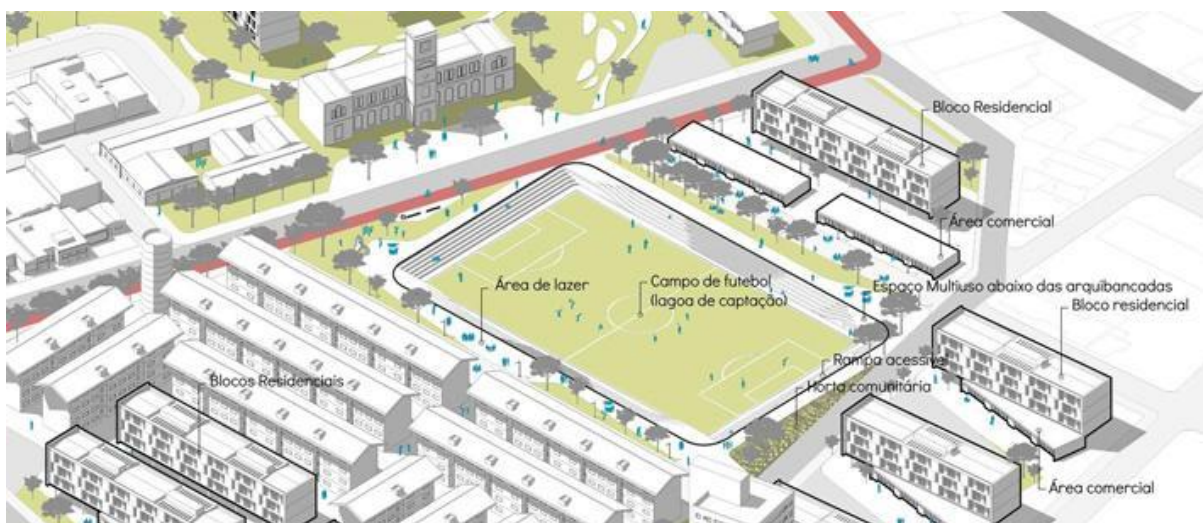 Bloco Residencial
Área comercial
Área de lazer
Campo de futebol
(lagoa de captação)
Espaço Multiuso abaixo das arquibancadas
Bloco residencial
Rampa acessível
Horta comunitária
Blocos Residenciais
Área comercial